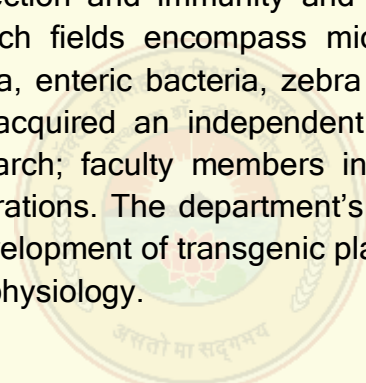 ection and immunity and
ch fields encompass mic
a, enteric bacteria, zebra
acquired an independent
arch; faculty members in
rations. The department's
velopment of transgenic pla
physiology.
असतो मा सद्गमय